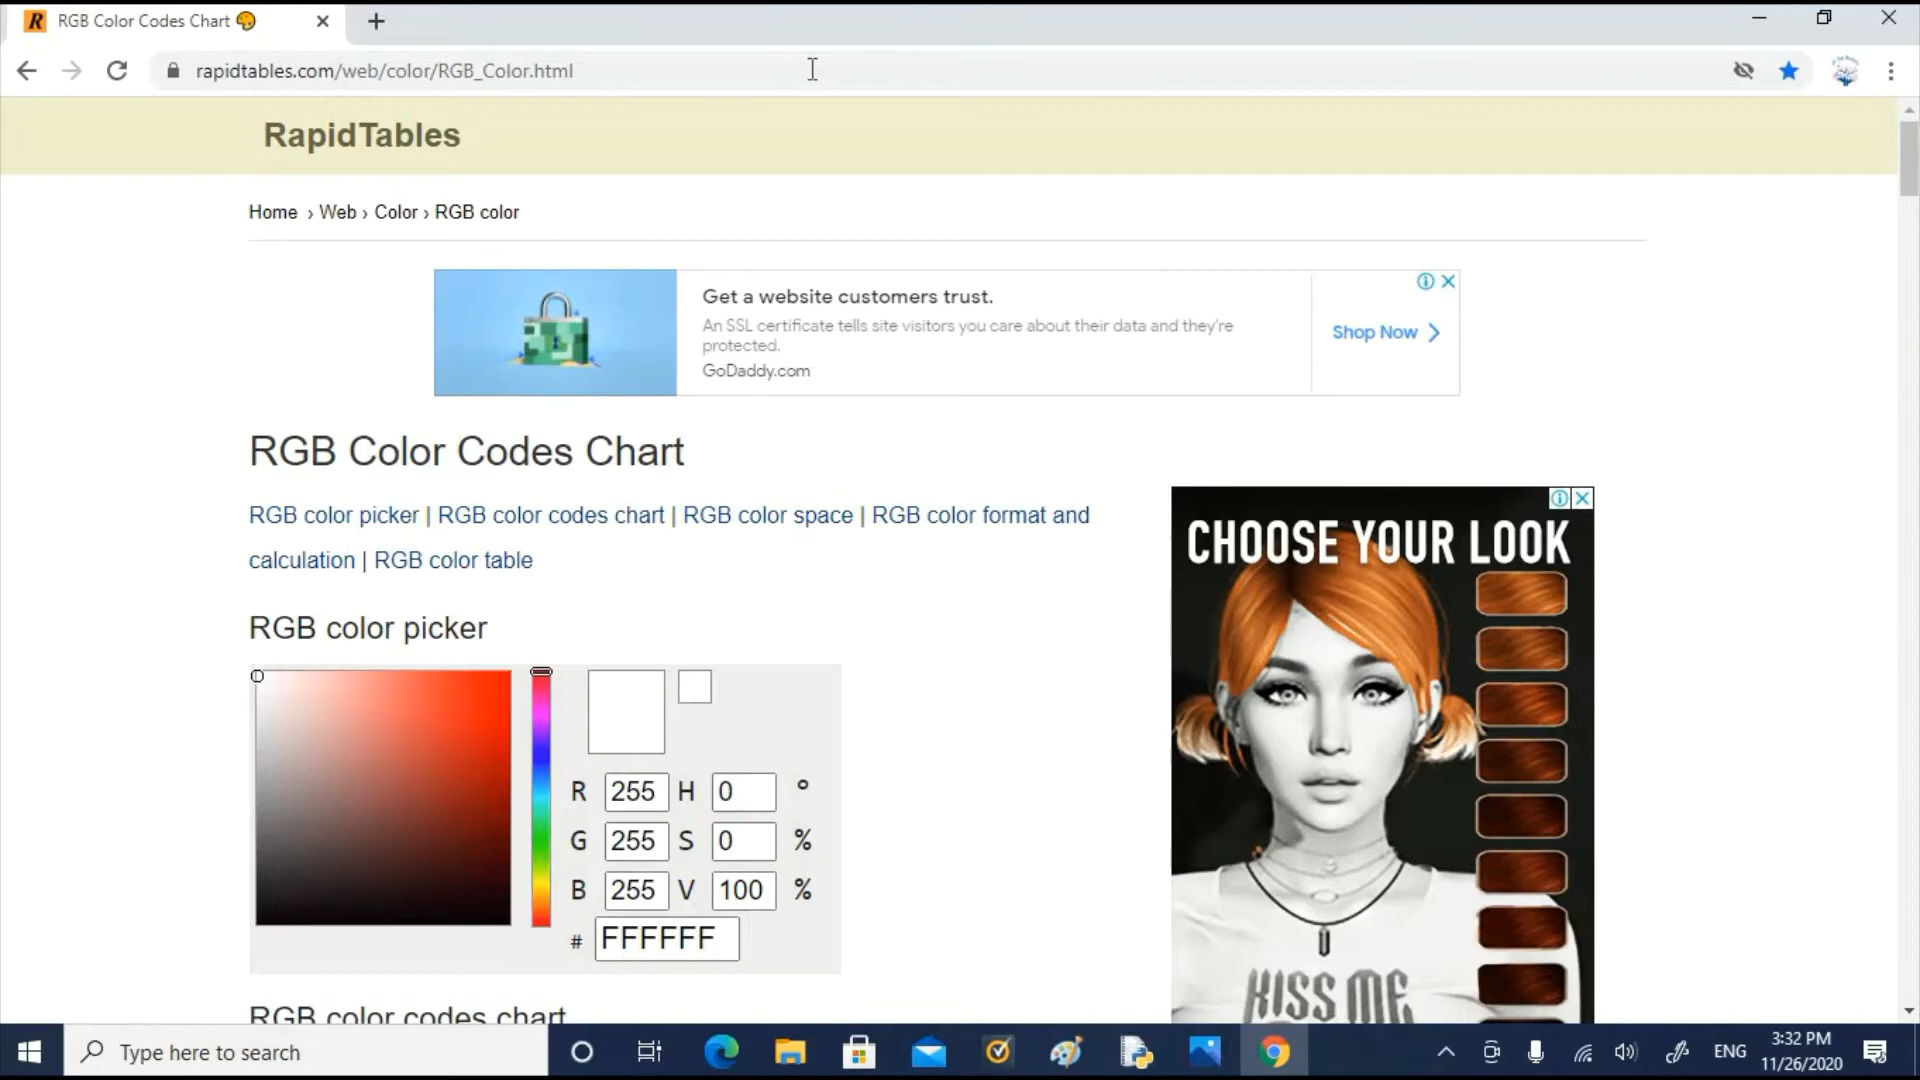 RGB Color Codes Chart
rapidtables.com/web/color/RGB_Color.html
RapidTables
Home › Web › Color › RGB color
Get a website customers trust.
An SSL certificate tells site visitors you care about their data and they're
protected.
GoDaddy.com
Shop Now
RGB Color Codes Chart
RGB color picker | RGB color codes chart | RGB color space | RGB color format and
calculation | RGB color table
RGB color picker
R 255 H 0 °
G 255 S 0 %
B 255 V 100 %
# FFFFFF
RGB color codes chart
CHOOSE YOUR LOOK
KISS ME
Type here to search
ENG
3:32 PM
11/26/2020